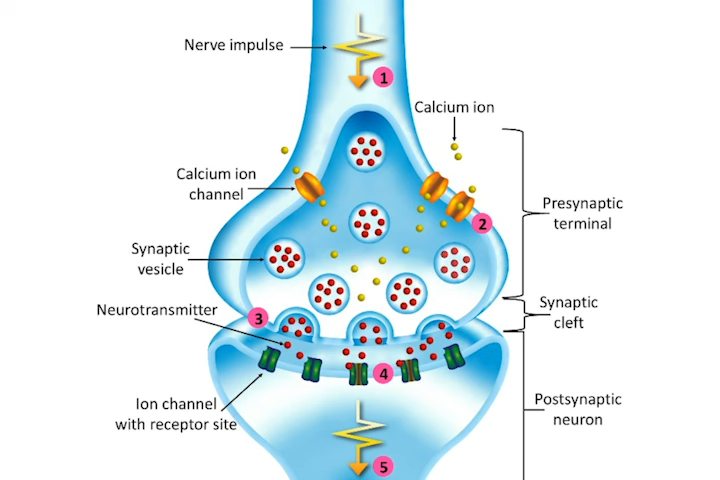 Nerve impulse
1
Calcium ion
Calcium ion
channel
2
Presynaptic
terminal
Synaptic
vesicle
Neurotransmitter
3
Synaptic
cleft
4
Ion channel
with receptor site
Postsynaptic
neuron
5